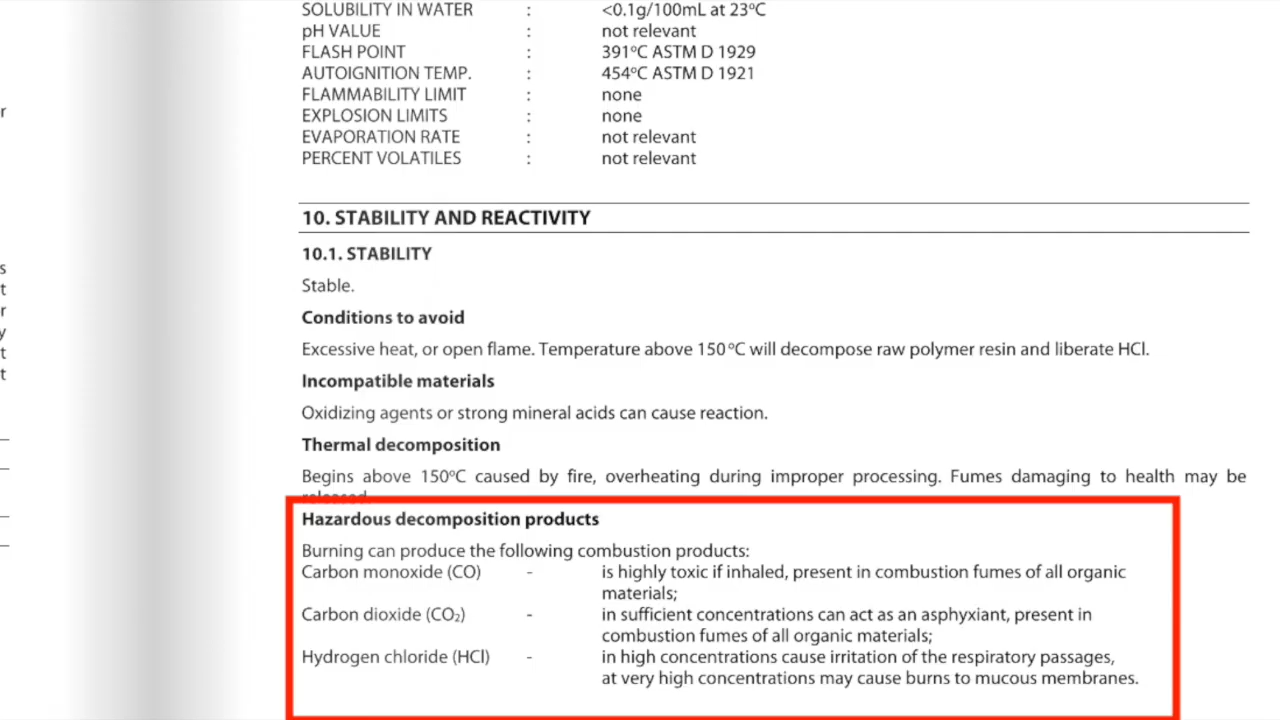 SOLUBILITY IN WATER : <0.1g/100mL at 23ºC
pH VALUE : not relevant
FLASH POINT : 391ºC ASTM D 1929
AUTOIGNITION TEMP. : 454ºC ASTM D 1921
FLAMMABILITY LIMIT : none
EXPLOSION LIMITS : none
EVAPORATION RATE : not relevant
PERCENT VOLATILES : not relevant
10. STABILITY AND REACTIVITY
10.1. STABILITY
Stable.
Conditions to avoid
Excessive heat, or open flame. Temperature above 150ºC will decompose raw polymer resin and liberate HCl.
Incompatible materials
Oxidizing agents or strong mineral acids can cause reaction.
Thermal decomposition
Begins above 150ºC caused by fire, overheating during improper processing. Fumes damaging to health may be
released.
Hazardous decomposition products
Burning can produce the following combustion products:
Carbon monoxide (CO) - is highly toxic if inhaled, present in combustion fumes of all organic
materials;
Carbon dioxide (CO₂) - in sufficient concentrations can act as an asphyxiant, present in
combustion fumes of all organic materials;
Hydrogen chloride (HCl) - in high concentrations cause irritation of the respiratory passages,
at very high concentrations may cause burns to mucous membranes.